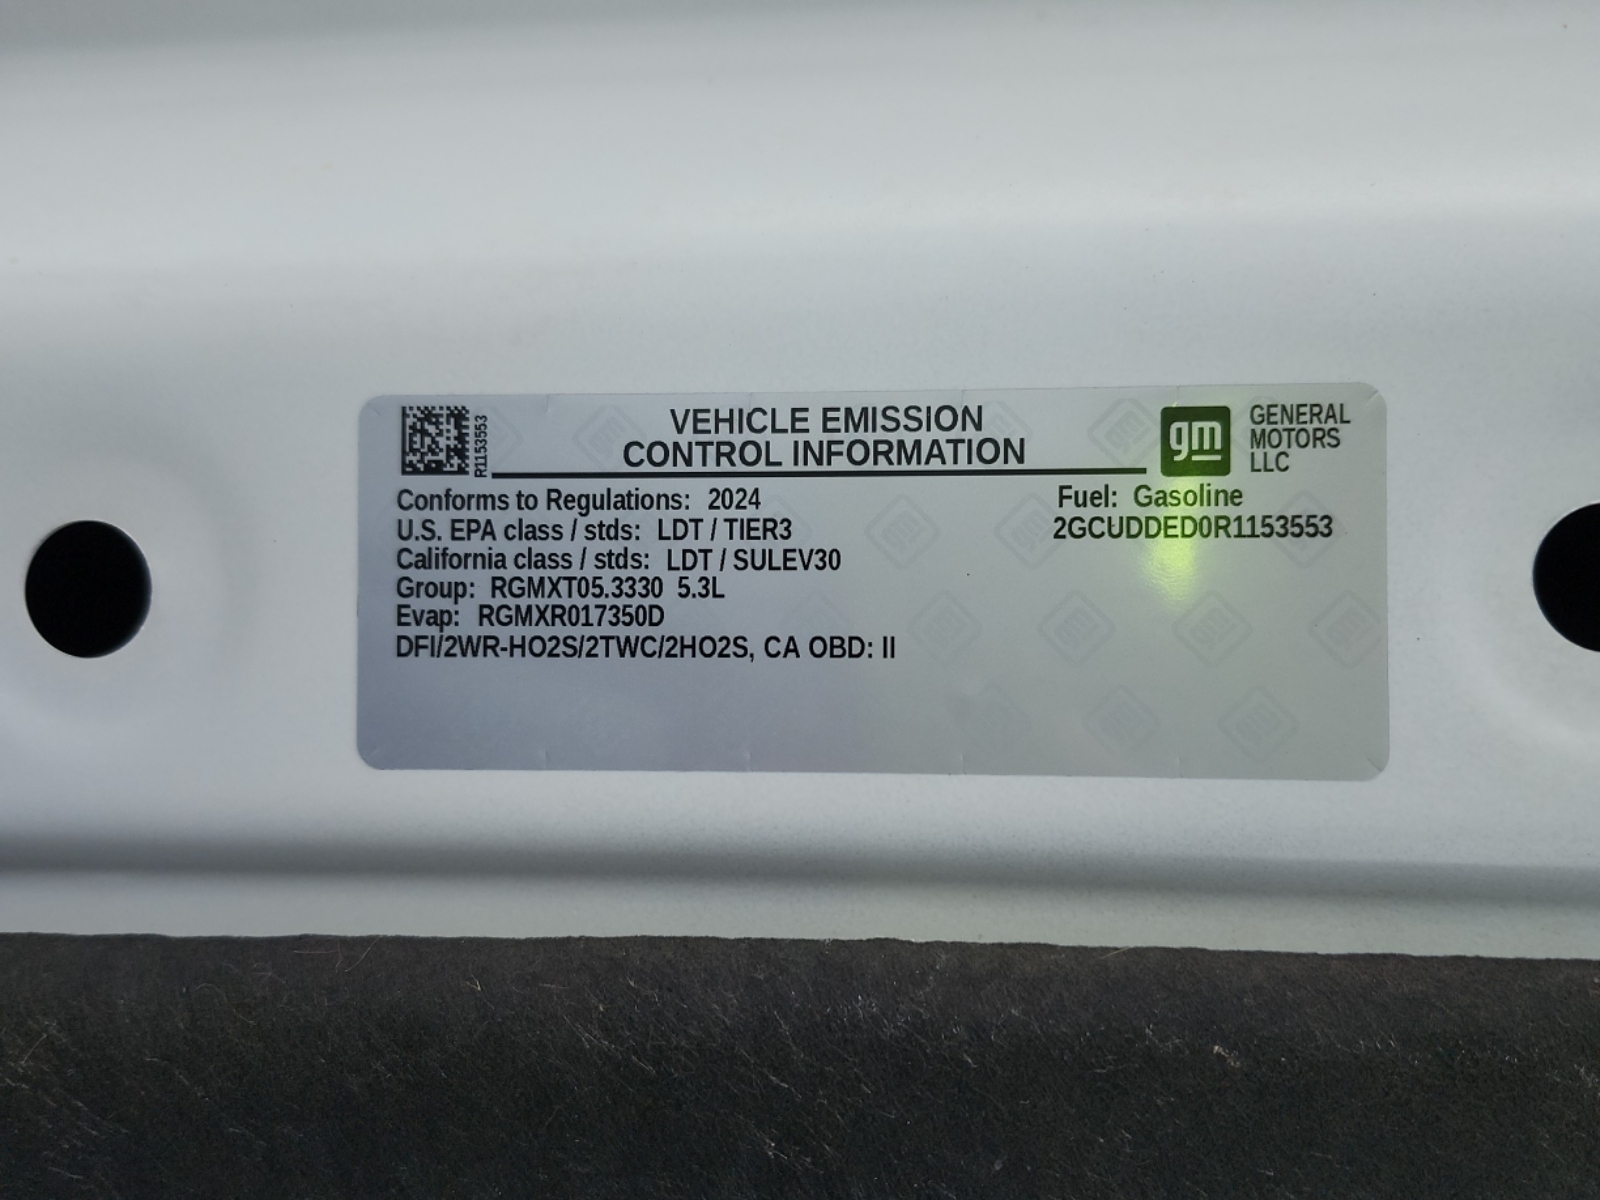 VEHICLE EMISSION
CONTROL INFORMATION
R1153553
gm
GENERAL
MOTORS
LLC
Conforms to Regulations: 2024
U.S. EPA class / stds: LDT / TIER3
California class / stds: LDT / SULEV30
Group: RGMXT05.3330 5.3L
Evap: RGMXR017350D
DFI/2WR-HO2S/2TWC/2HO2S, CA OBD: II
Fuel: Gasoline
2GCUDDED0R1153553